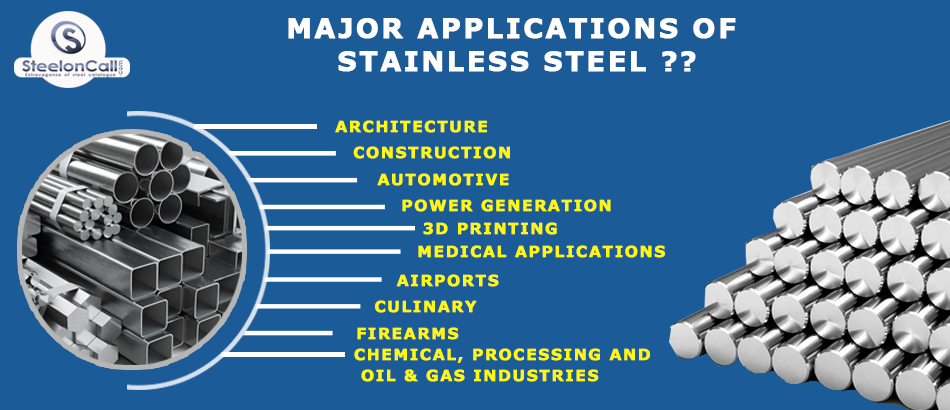 MAJOR APPLICATIONS OF
STAINLESS STEEL ??
SteelonCall.com
Extravaganza of steel catalogue
ARCHITECTURE
CONSTRUCTION
AUTOMOTIVE
POWER GENERATION
3D PRINTING
MEDICAL APPLICATIONS
AIRPORTS
CULINARY
FIREARMS
CHEMICAL, PROCESSING AND
OIL & GAS INDUSTRIES